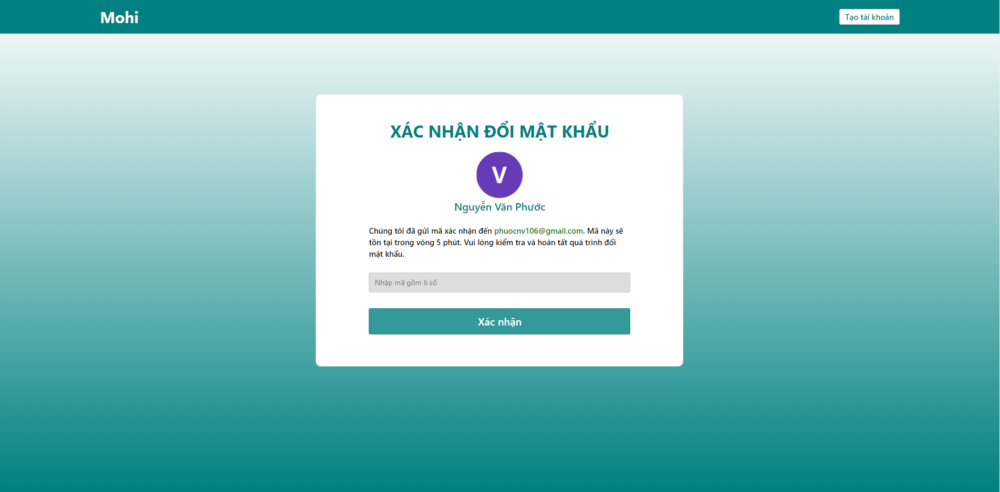 Mohi
Tạo tài khoản
XÁC NHẬN ĐỔI MẬT KHẨU
V
Nguyễn Văn Phước
Chúng tôi đã gửi mã xác nhận đến phuocnv106@gmail.com. Mã này sẽ
tồn tại trong vòng 5 phút. Vui lòng kiểm tra và hoàn tất quá trình đổi
mật khẩu.
Nhập mã gồm 6 số
Xác nhận